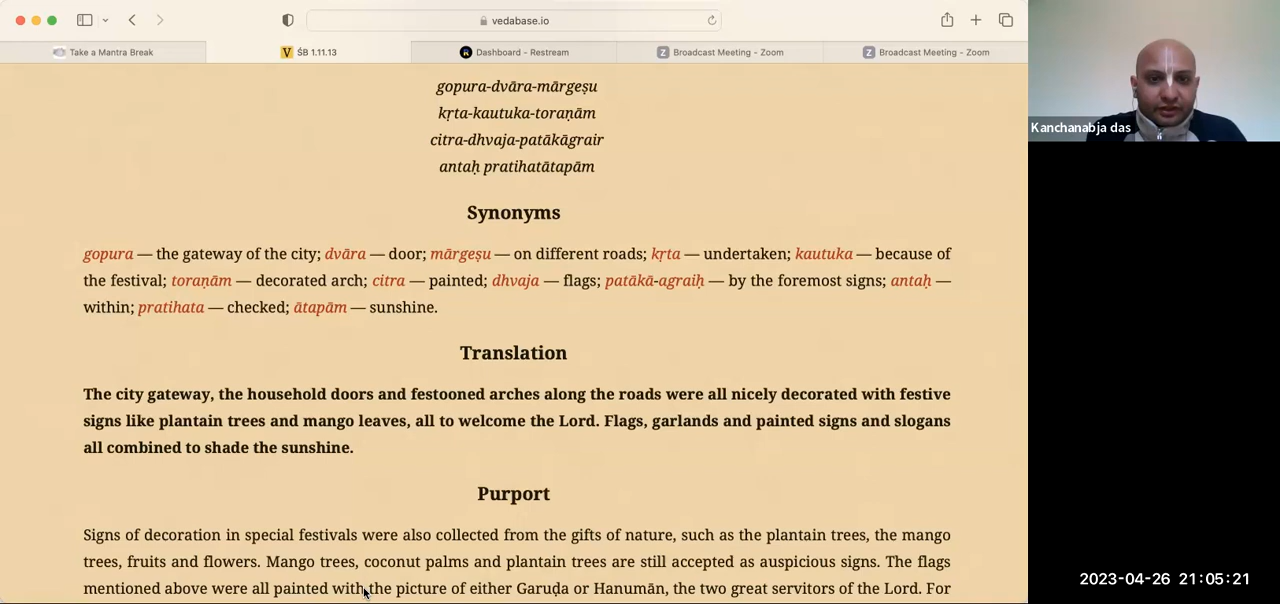 vedabase.io
Take a Mantra Break
V ŚB 1.11.13
Dashboard - Restream
Z Broadcast Meeting - Zoom
Z Broadcast Meeting - Zoom
gopura-dvāra-mārgeṣu
kṛta-kautuka-toraṇām
citra-dhvaja-patākāgrair
antaḥ pratihatātapām
Synonyms
gopura — the gateway of the city; dvāra — door; mārgeṣu — on different roads; kṛta — undertaken; kautuka — because of
the festival; toraṇām — decorated arch; citra — painted; dhvaja — flags; patākā-agraiḥ — by the foremost signs; antaḥ —
within; pratihata — checked; ātapām — sunshine.
Translation
The city gateway, the household doors and festooned arches along the roads were all nicely decorated with festive
signs like plantain trees and mango leaves, all to welcome the Lord. Flags, garlands and painted signs and slogans
all combined to shade the sunshine.
Purport
Signs of decoration in special festivals were also collected from the gifts of nature, such as the plantain trees, the mango
trees, fruits and flowers. Mango trees, coconut palms and plantain trees are still accepted as auspicious signs. The flags
mentioned above were all painted with the picture of either Garuḍa or Hanumān, the two great servitors of the Lord. For
Kanchanabja das
2023-04-26 21:05:21